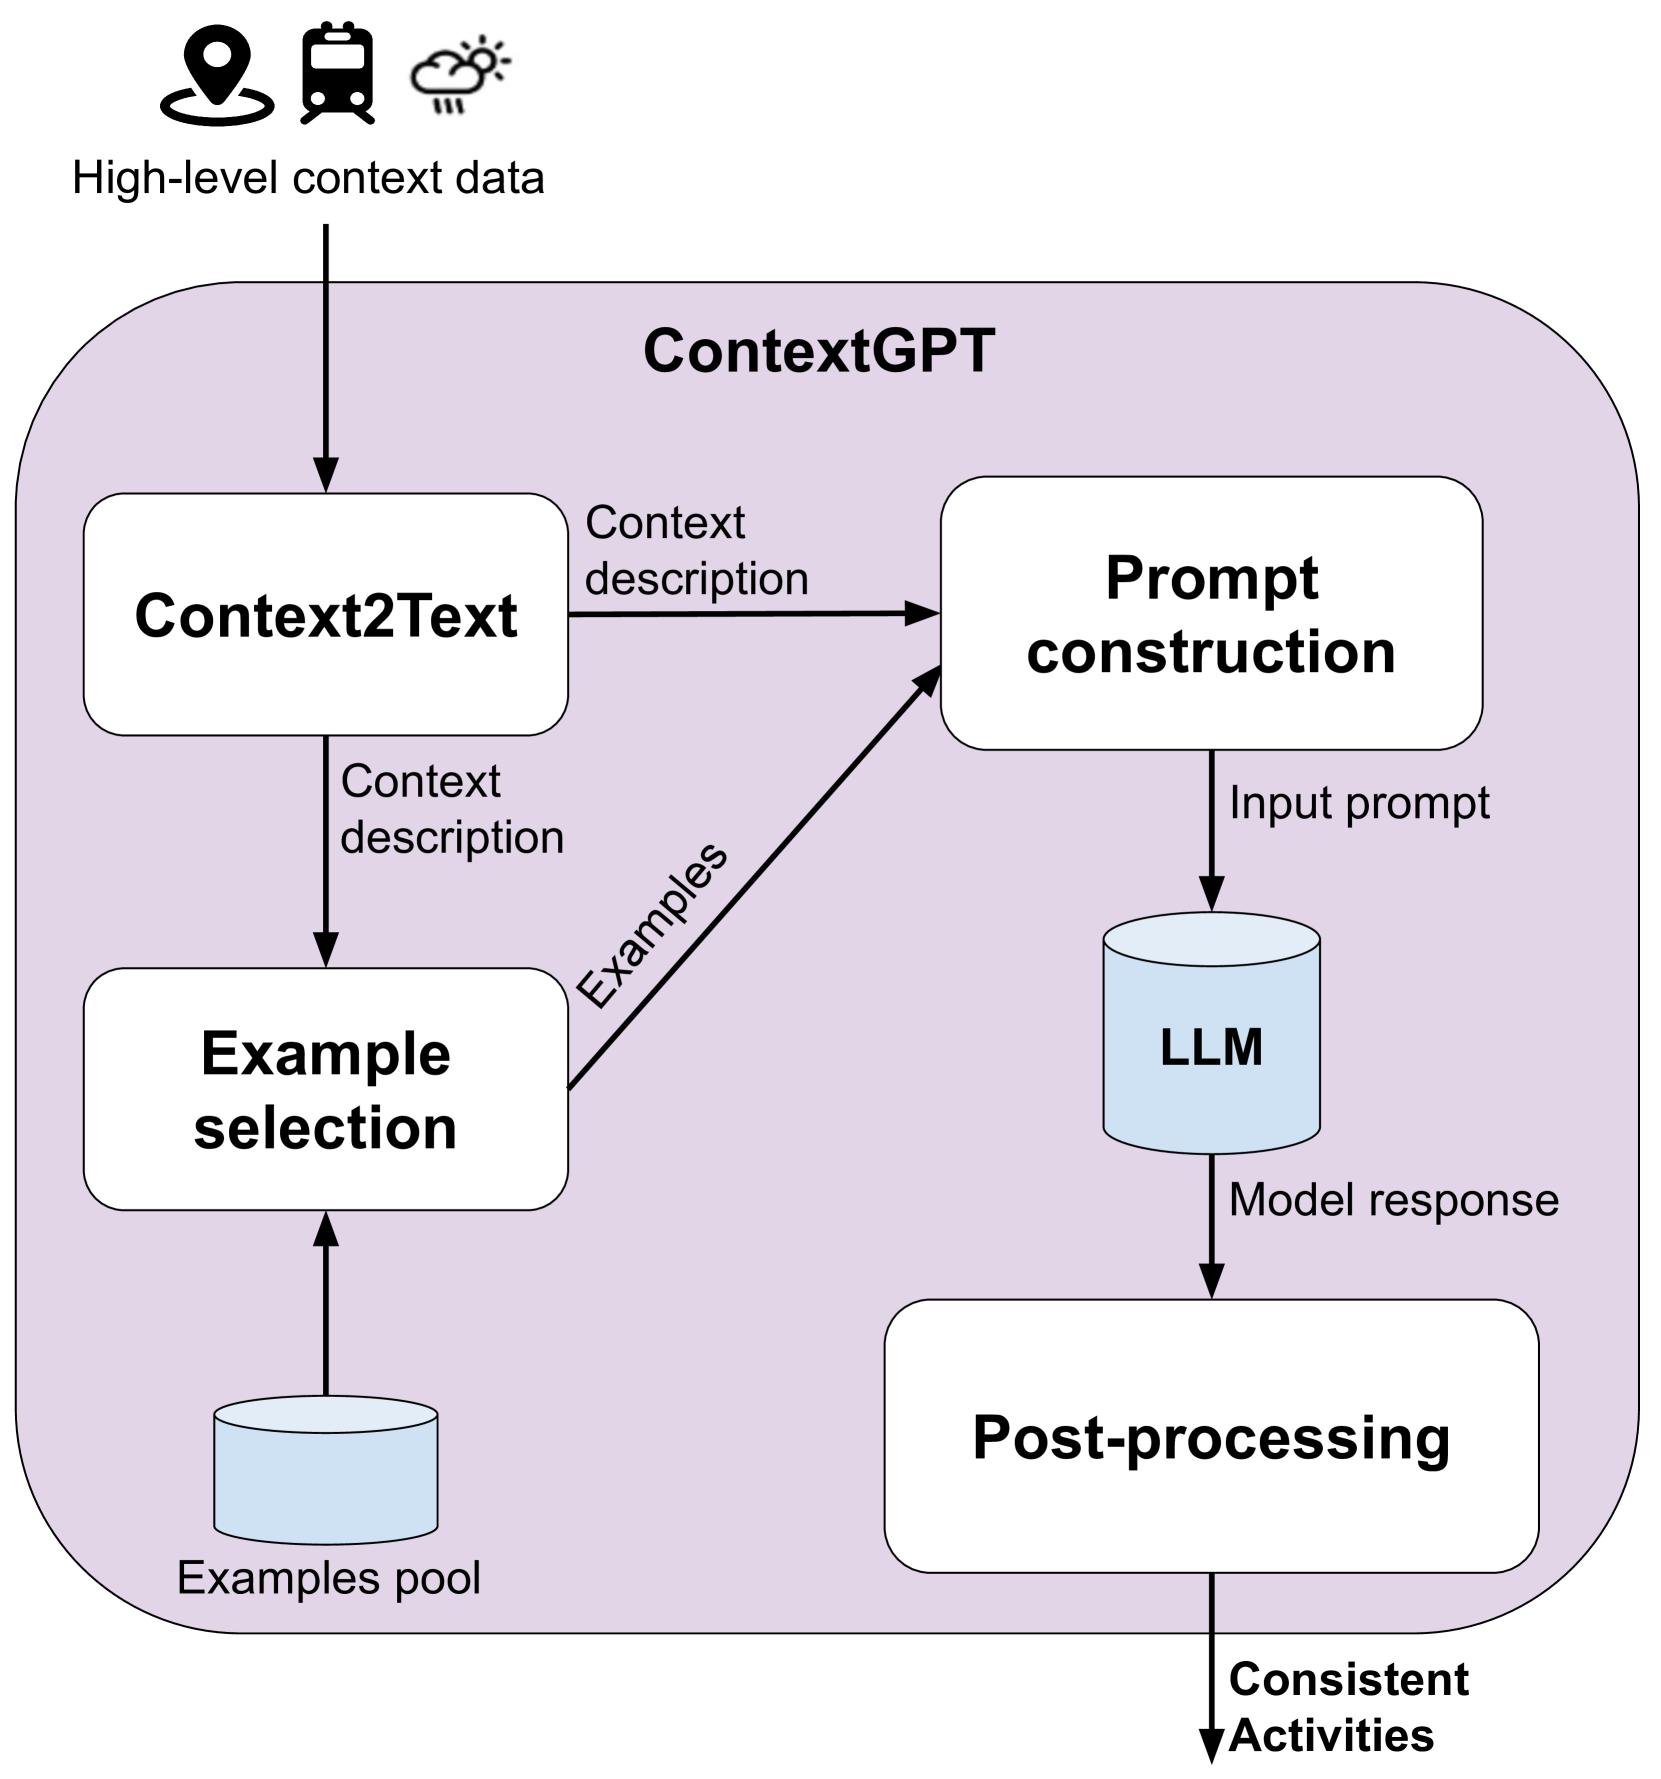 High-level context data
ContextGPT
Context2Text
Context
description
Prompt
construction
Context
description
Input prompt
Examples
LLM
Example
selection
Model response
Post-processing
Examples pool
Consistent
Activities